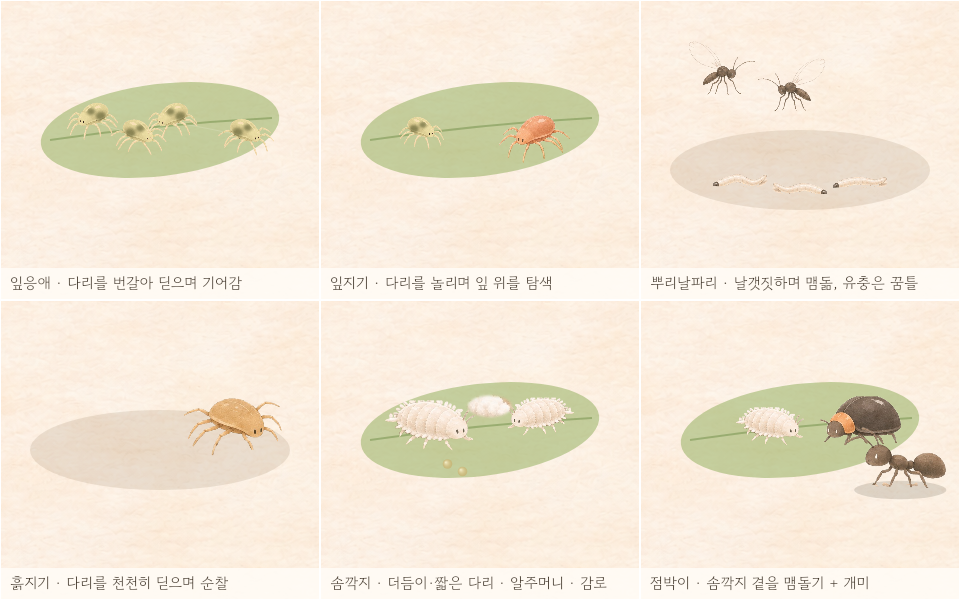 잎응애 · 다리를 번갈아 딛으며 기어감
잎지기 · 다리를 놀리며 잎 위를 탐색
뿌리날파리 · 날갯짓하며 맴돎, 유충은 꿈틀
흙지기 · 다리를 천천히 딛으며 순찰
솜깍지 · 더듬이·짧은 다리 · 알주머니 · 감로
점박이 · 솜깍지 곁을 맴돌기 + 개미